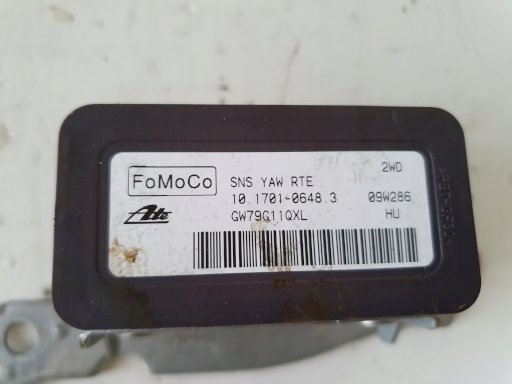 FoMoCo
SNS YAW RTE 2WD
10.1701-0648.3 09W286
Ate GW79G11QXL HU